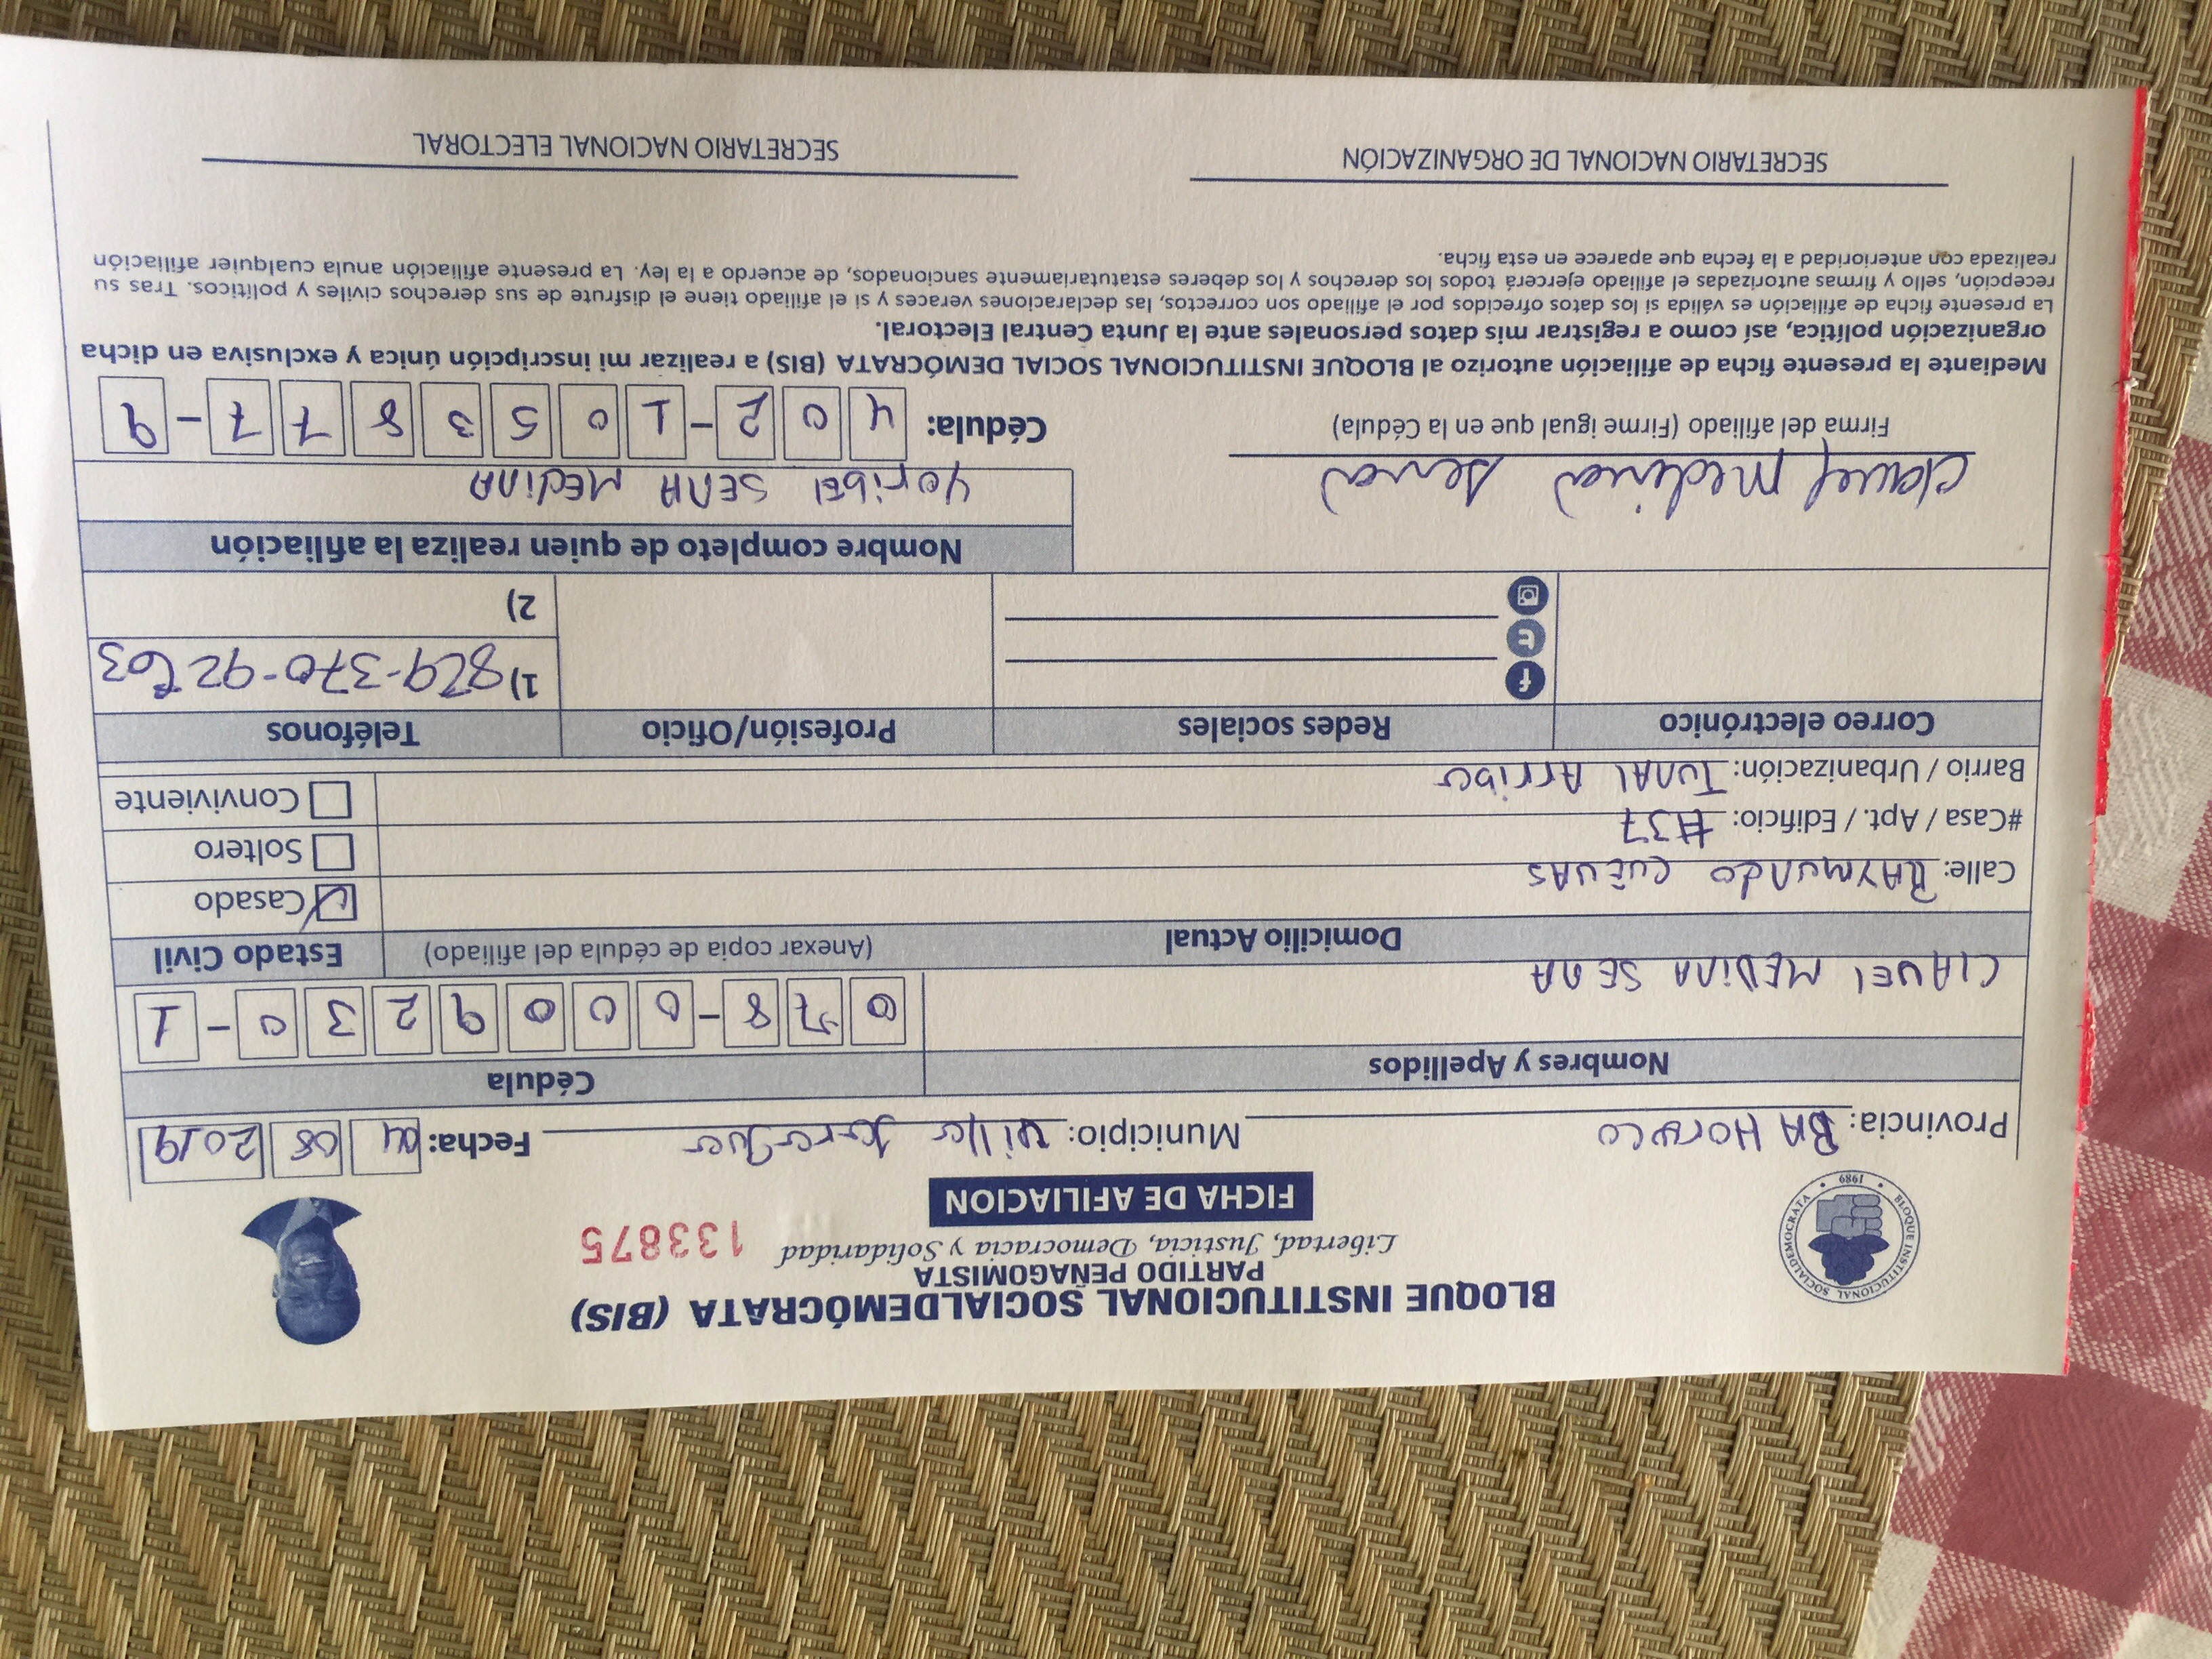 BLOQUE INSTITUCIONAL SOCIALDEMÓCRATA (BIS)
PARTIDO PEÑAGOMISTA
Libertad, Justicia, Democracia y Solidaridad 133875
FICHA DE AFILIACION
BLOQUE INSTITUCIONAL SOCIALDEMOCRATA • 1989 •
Provincia: BAHoruco Municipio: villa Jaragua Fecha: 04 08 2019
Nombres y Apellidos Cédula
CLAVEl MEDINA SENA 078-0009230-1
Domicilio Actual (Anexar copia de cédula del afiliado) Estado Civil
Calle: RAYmundo CUEVAS Casado
#Casa / Apt. / Edificio: #37 Soltero
Barrio / Urbanización: TUNAL Arriba Conviviente
Correo electrónico Redes sociales Profesión/Oficio Teléfonos
1) 829-370-92
2)
Nombre completo de quien realiza la afiliación
Yoribel SENA MEDINA
clavel medina sena
Firma del afiliado (Firme igual que en la Cédula) Cédula: 402-1053877-9
Mediante la presente ficha de afiliación autorizo al BLOQUE INSTITUCIONAL SOCIAL DEMÓCRATA (BIS) a realizar mi inscripción única y exclusiva en dicha
organización política, así como a registrar mis datos personales ante la Junta Central Electoral.
La presente ficha de afiliación es válida si los datos ofrecidos por el afiliado son correctos, las declaraciones veraces y si el afiliado tiene el disfrute de sus derechos civiles y políticos. Tras su
recepción, sello y firmas autorizadas el afiliado ejercerá todos los derechos y los deberes estatutariamente sancionados, de acuerdo a la ley. La presente afiliación anula cualquier afiliación
realizada con anterioridad a la fecha que aparece en esta ficha.
SECRETARIO NACIONAL DE ORGANIZACIÓN SECRETARIO NACIONAL ELECTORAL